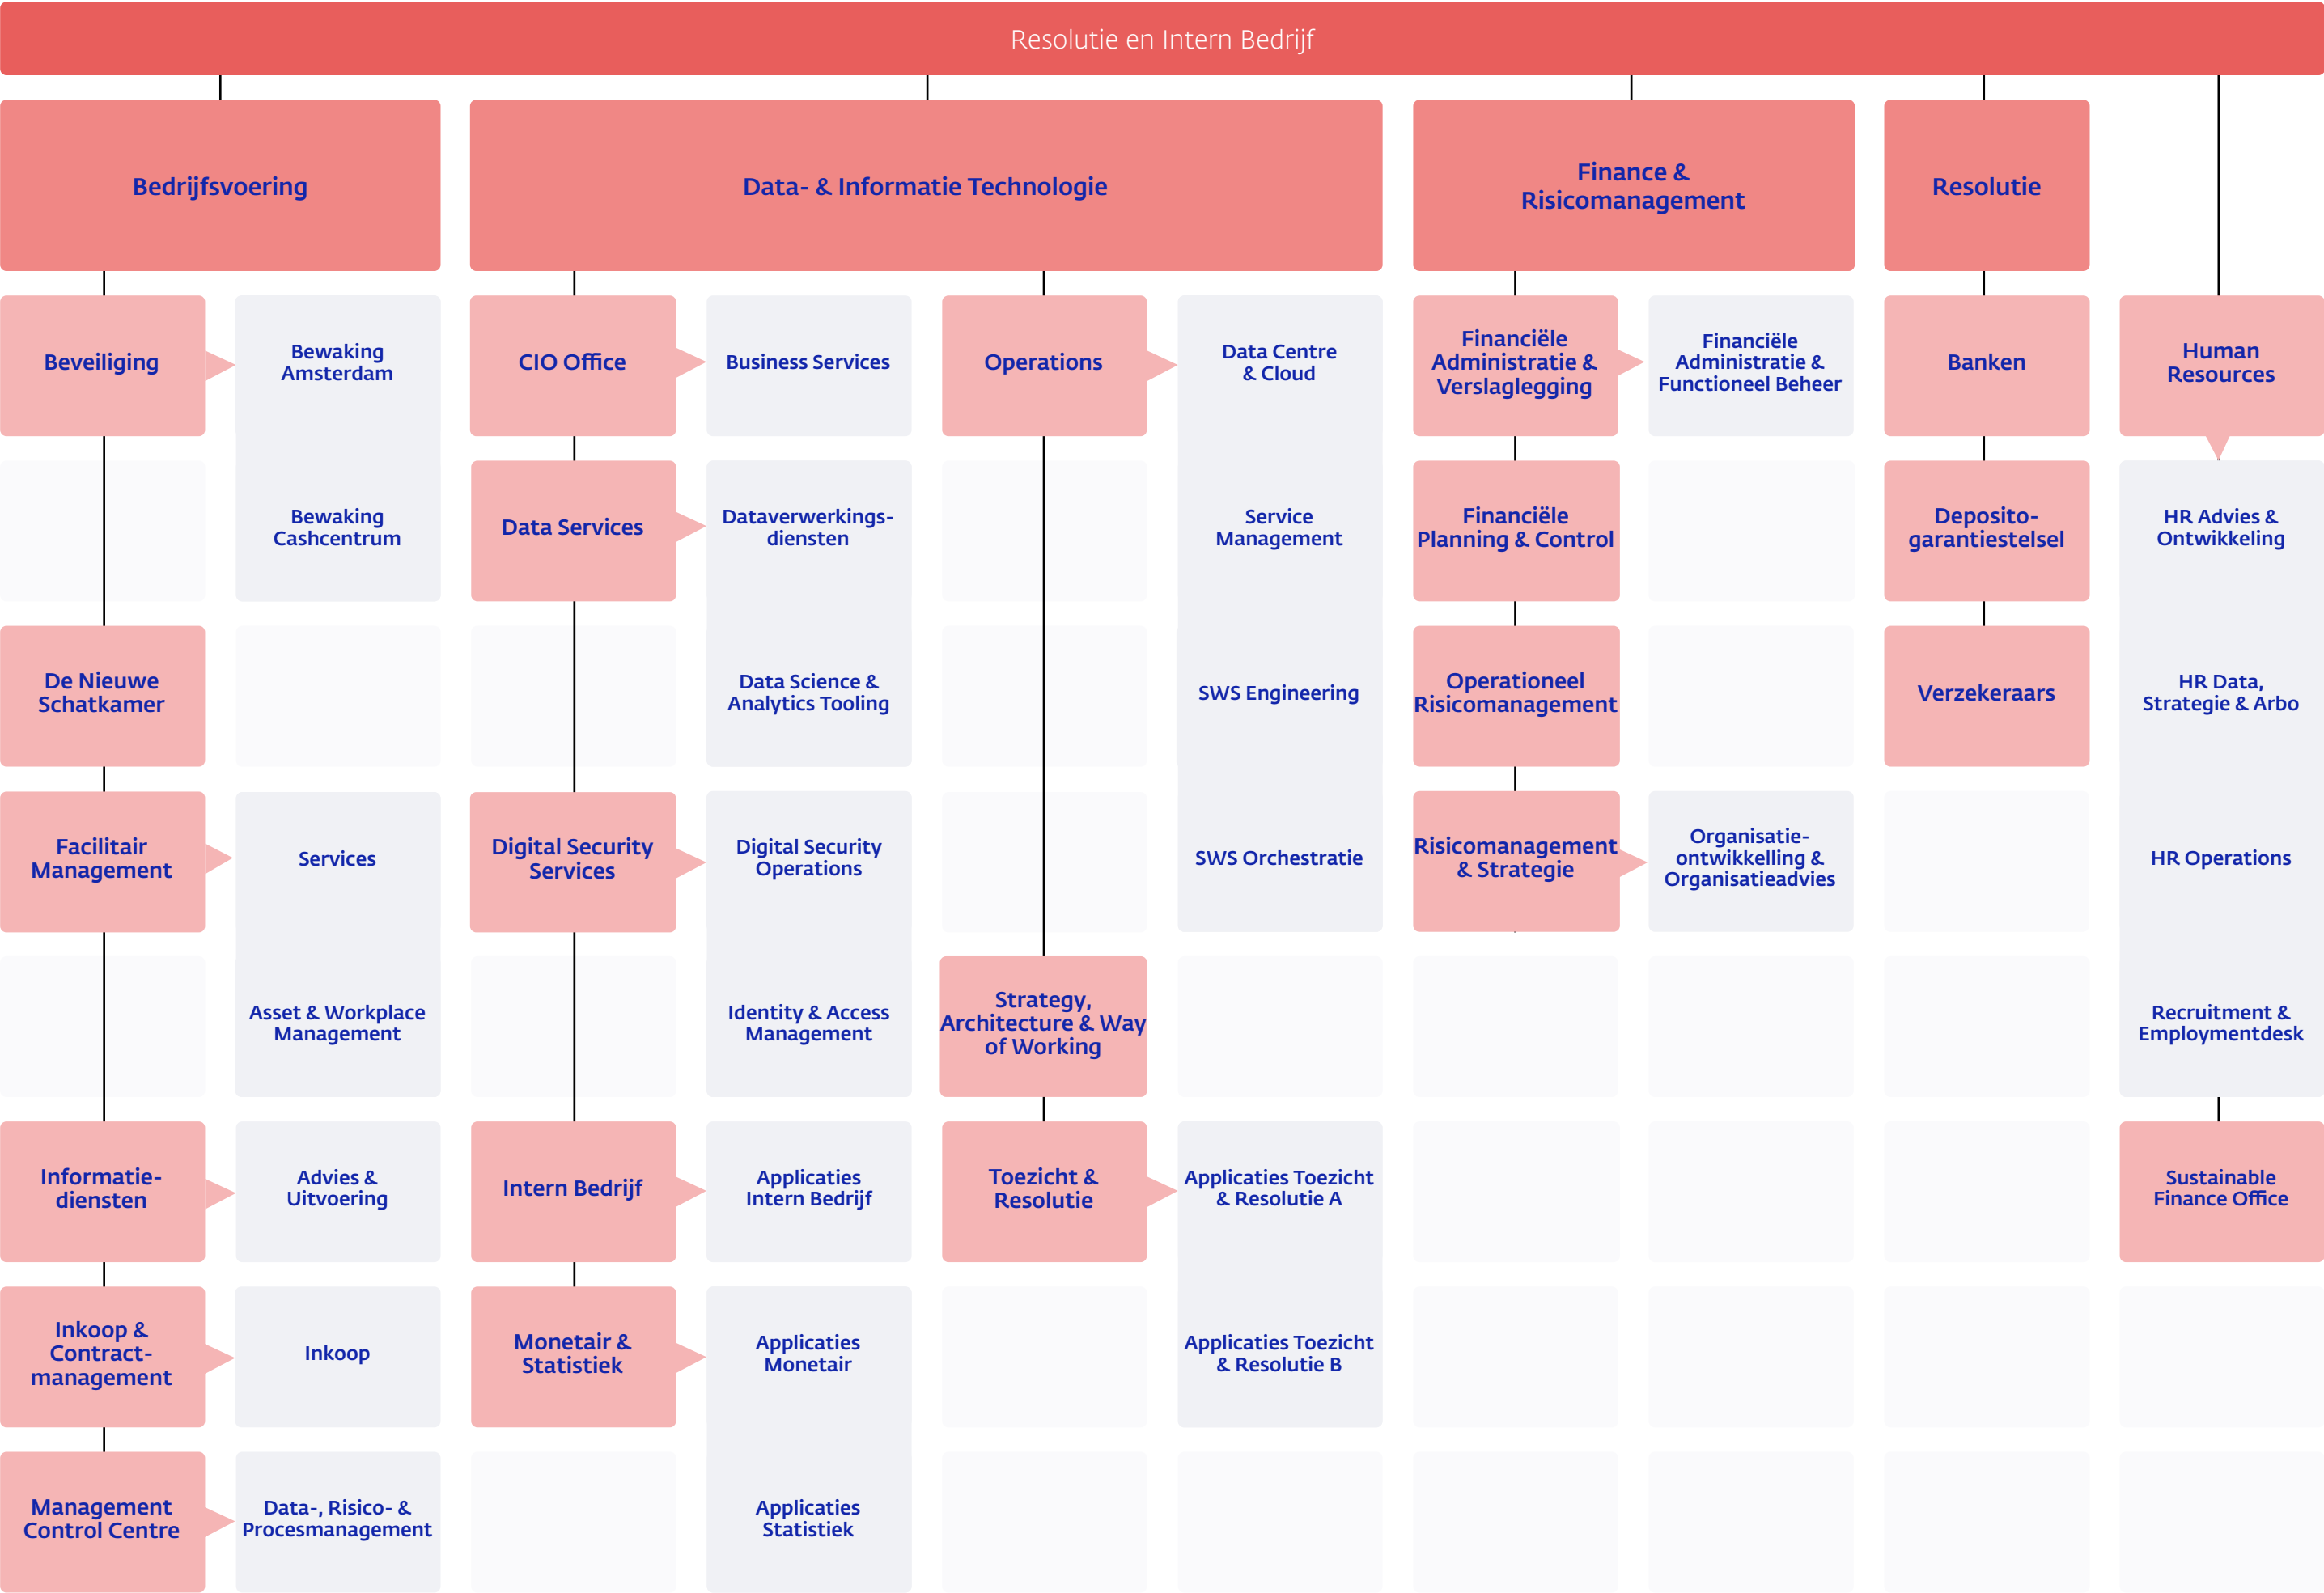 Resolutie en Intern Bedrijf
Bedrijfsvoering
Data- & Informatie Technologie
Finance &
Risicomanagement
Resolutie
Beveiliging
Bewaking
Amsterdam
CIO Office
Business Services
Operations
Data Centre
& Cloud
Financiële
Administratie &
Verslaglegging
Financiële
Administratie &
Functioneel Beheer
Banken
Human
Resources
Bewaking
Cashcentrum
Data Services
Dataverwerkings-
diensten
Service
Management
Financiële
Planning & Control
Deposito-
garantiestelsel
HR Advies &
Ontwikkeling
De Nieuwe
Schatkamer
Data Science &
Analytics Tooling
SWS Engineering
Operationeel
Risicomanagement
Verzekeraars
HR Data,
Strategie & Arbo
Facilitair
Management
Services
Digital Security
Services
Digital Security
Operations
SWS Orchestratie
Risicomanagement
& Strategie
Organisatie-
ontwikkelling &
Organisatieadvies
HR Operations
Asset & Workplace
Management
Identity & Access
Management
Strategy,
Architecture & Way
of Working
Recruitment &
Employmentdesk
Informatie-
diensten
Advies &
Uitvoering
Intern Bedrijf
Applicaties
Intern Bedrijf
Toezicht &
Resolutie
Applicaties Toezicht
& Resolutie A
Sustainable
Finance Office
Inkoop &
Contract-
management
Inkoop
Monetair &
Statistiek
Applicaties
Monetair
Applicaties Toezicht
& Resolutie B
Management
Control Centre
Data-, Risico- &
Procesmanagement
Applicaties
Statistiek